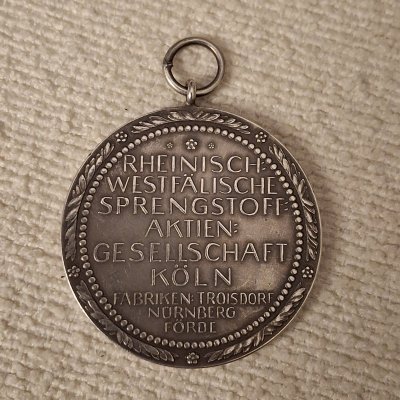 RHEINISCH:
WESTFÄLISCHE
SPRENGSTOFF:
AKTIEN:
GESELLSCHAFT
KÖLN
FABRIKEN: TROISDORF
NÜRNBERG
FÖRDE